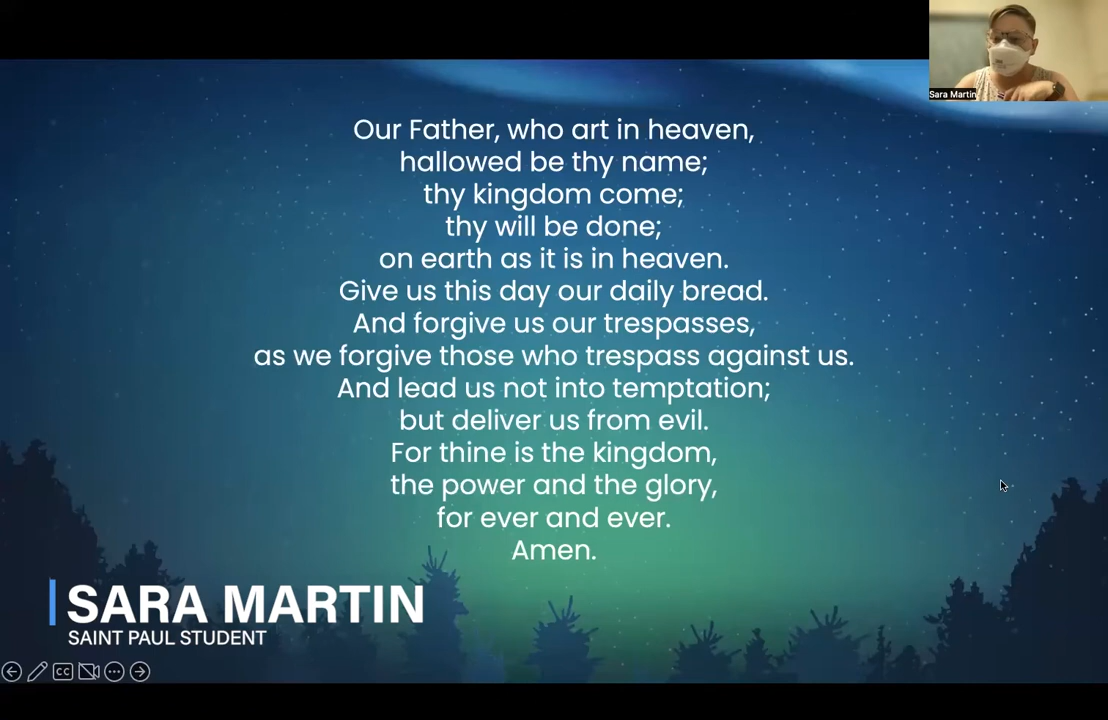 Sara Martin
Our Father, who art in heaven,
hallowed be thy name;
thy kingdom come;
thy will be done;
on earth as it is in heaven.
Give us this day our daily bread.
And forgive us our trespasses,
as we forgive those who trespass against us.
And lead us not into temptation;
but deliver us from evil.
For thine is the kingdom,
the power and the glory,
for ever and ever.
Amen.
SARA MARTIN
SAINT PAUL STUDENT
CC